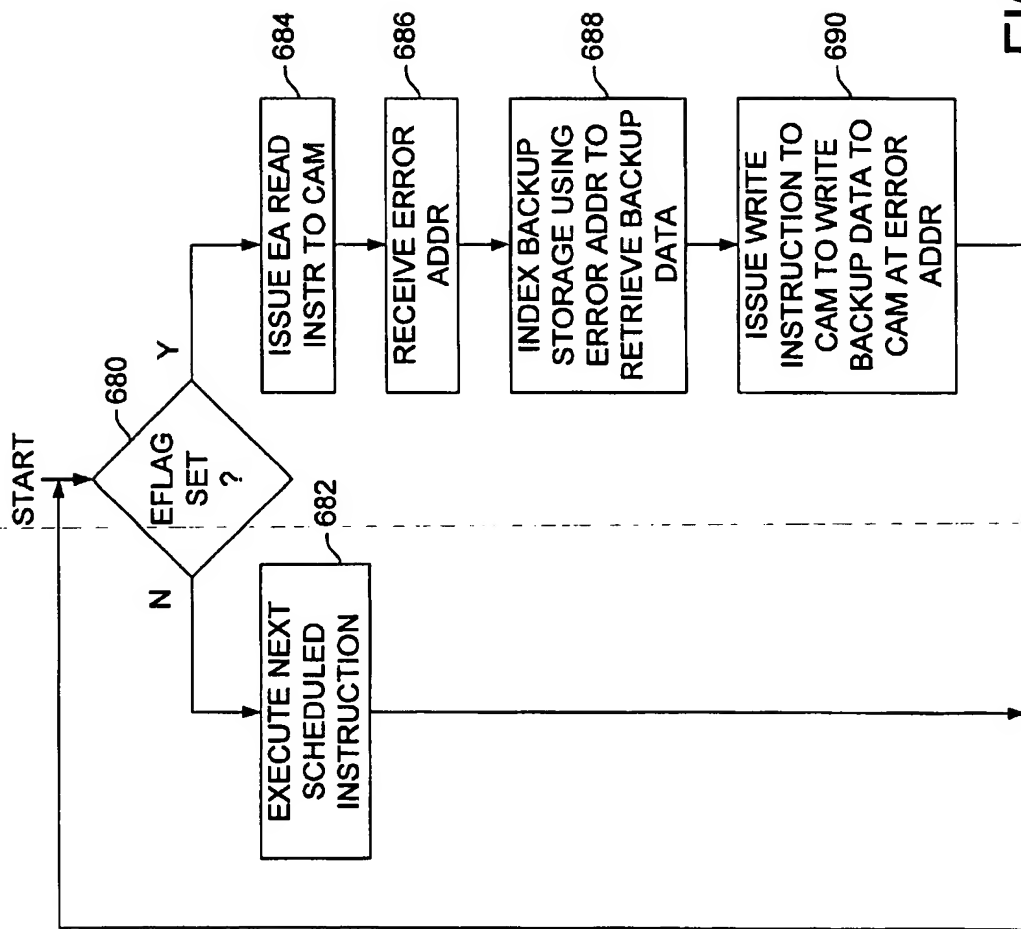 START
680
EFLAG
SET
?
N
Y
682
EXECUTE NEXT
SCHEDULED
INSTRUCTION
684
ISSUE EA READ
INSTR TO CAM
686
RECEIVE ERROR
ADDR
688
INDEX BACKUP
STORAGE USING
ERROR ADDR TO
RETRIEVE BACKUP
DATA
690
ISSUE WRITE
INSTRUCTION TO
CAM TO WRITE
BACKUP DATA TO
CAM AT ERROR
ADDR